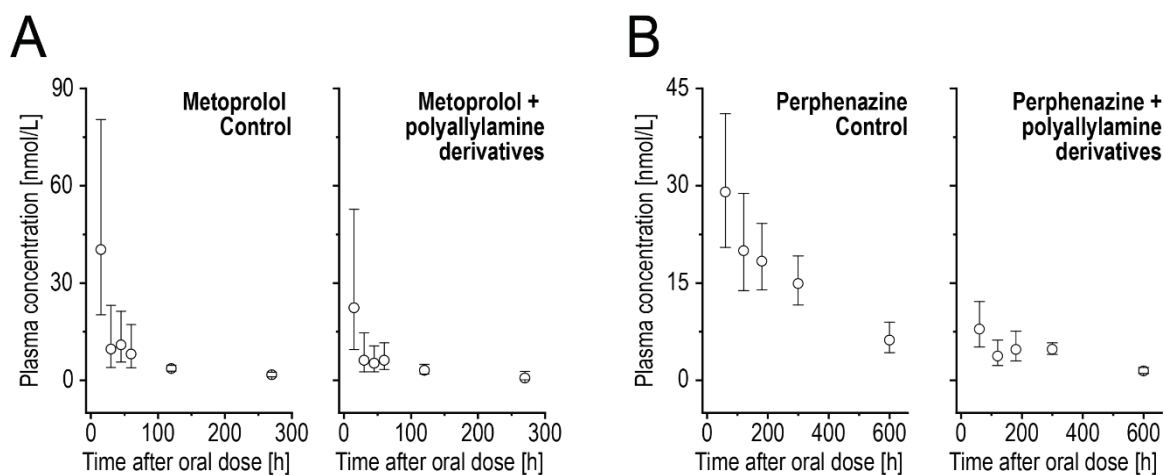 A
B
Plasma concentration [nmol/L]
90
60
30
0
Metoprolol
Control
0 100 200 300
Time after oral dose [h]
Metoprolol +
polyallylamine
derivatives
0 100 200 300
Time after oral dose [h]
Plasma concentration [nmol/L]
45
30
15
0
Perphenazine
Control
0 200 400 600
Time after oral dose [h]
Perphenazine +
polyallylamine
derivatives
0 200 400 600
Time after oral dose [h]